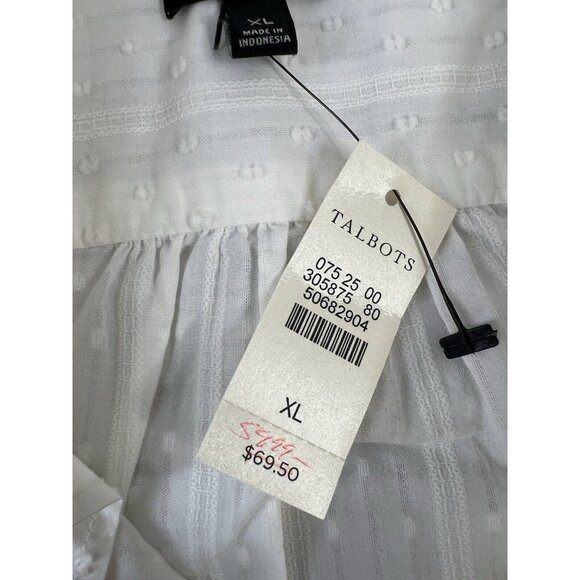 XL
MADE IN
INDONESIA
TALBOTS
075 25 00
305875 80
50682904
XL
$69.50